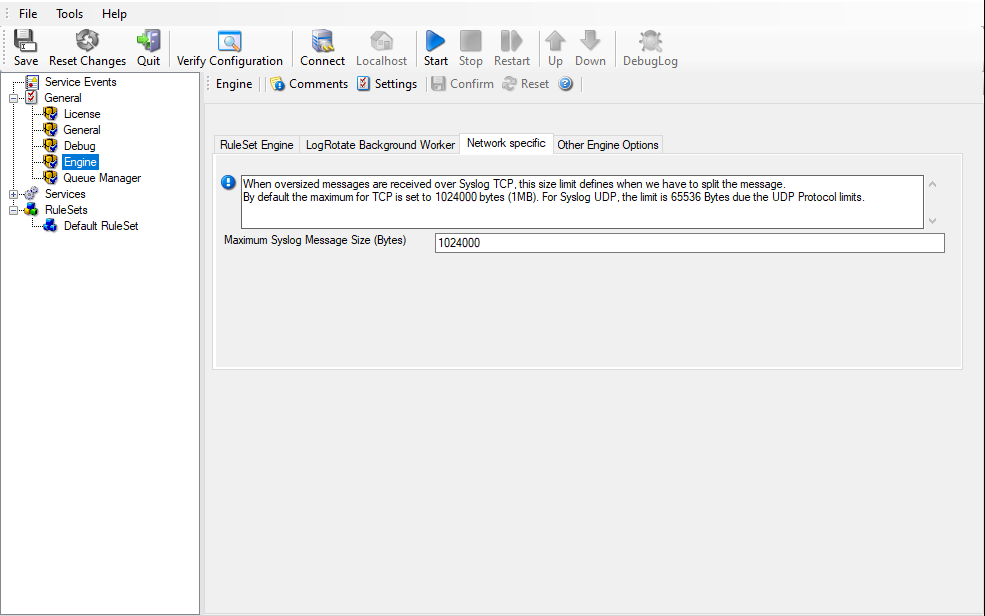 File Tools Help
Save Reset Changes Quit Verify Configuration Connect Localhost Start Stop Restart Up Down DebugLog
Service Events
General
License
General
Debug
Engine
Queue Manager
Services
RuleSets
Default RuleSet
Engine Comments Settings Confirm Reset
RuleSet Engine LogRotate Background Worker Network specific Other Engine Options
When oversized messages are received over Syslog TCP, this size limit defines when we have to split the message.
By default the maximum for TCP is set to 1024000 bytes (1MB). For Syslog UDP, the limit is 65536 Bytes due the UDP Protocol limits.
Maximum Syslog Message Size (Bytes) 1024000